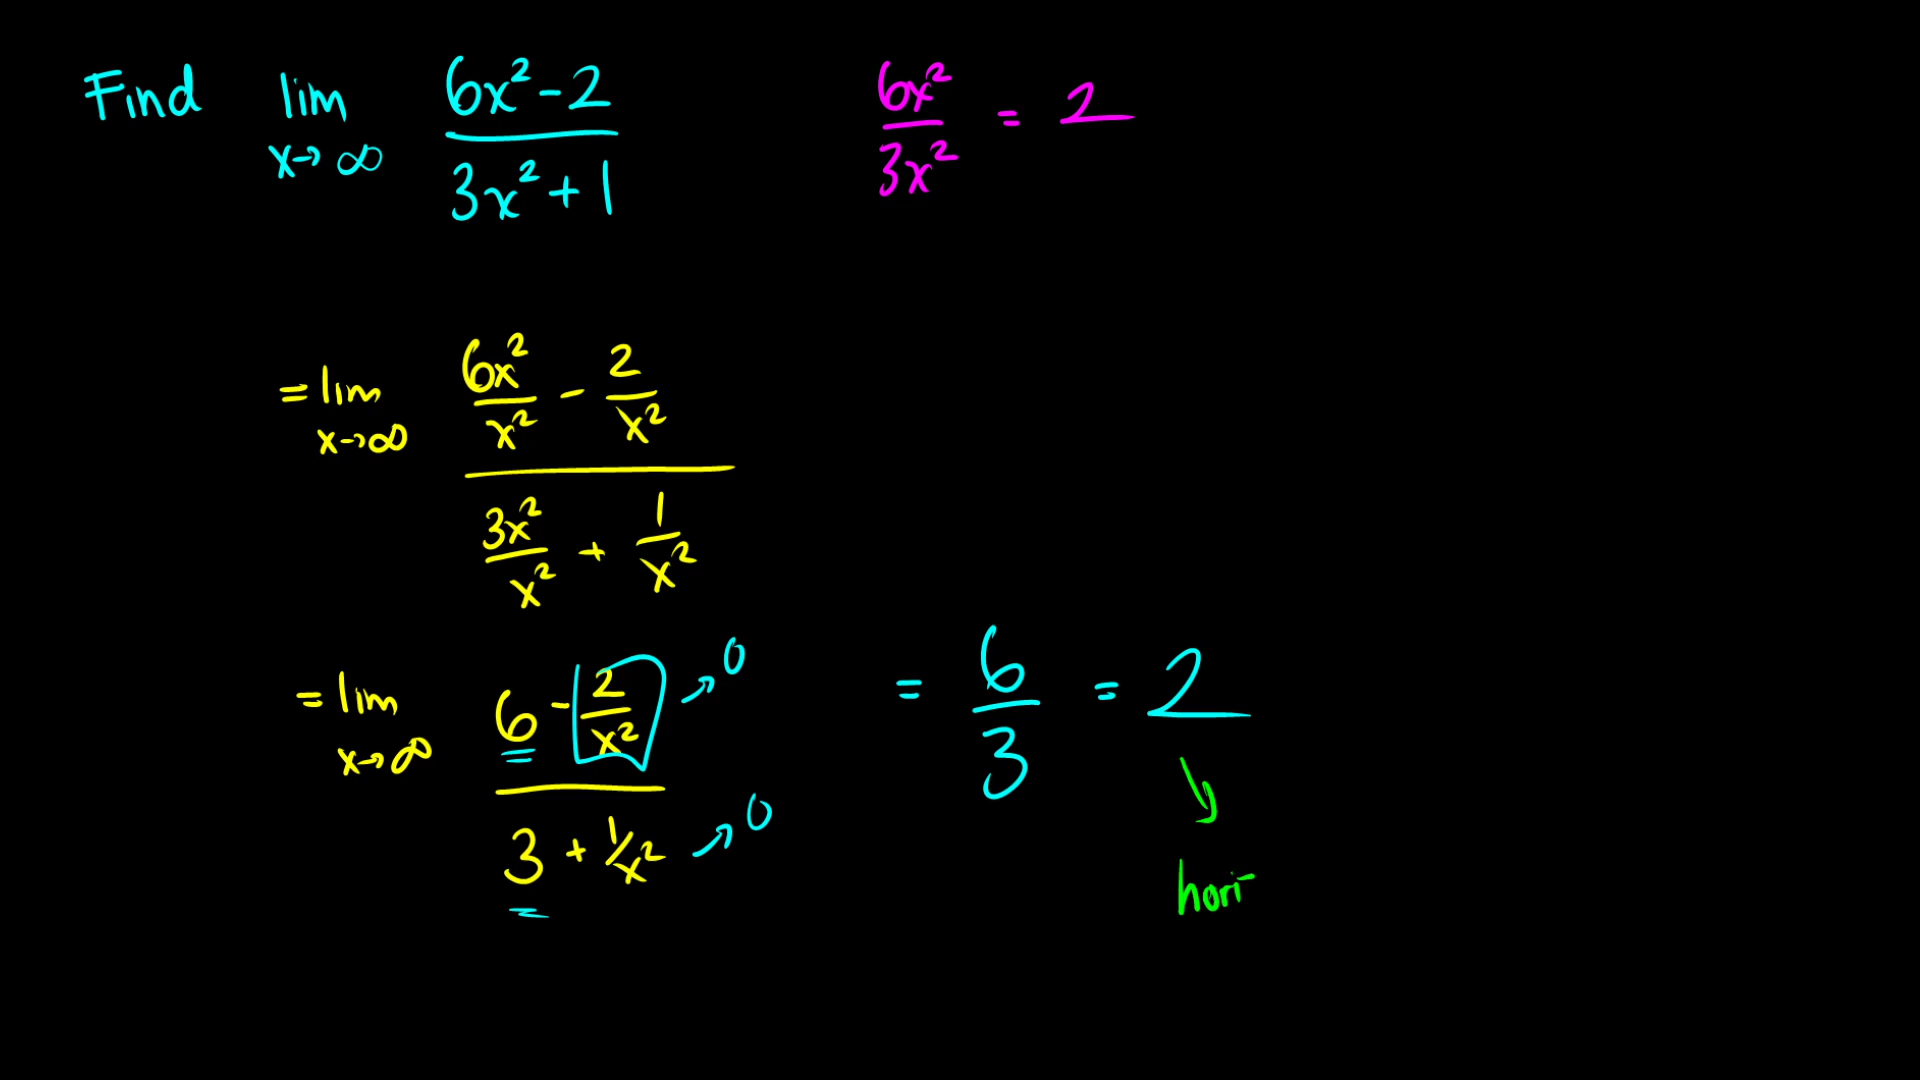 Find lim x→∞ (6x² - 2)/(3x² + 1)
6x²/3x² = 2
= lim x→∞ (6x²/x² - 2/x²)/(3x²/x² + 1/x²)
= lim x→∞ (6 - 2/x²)/(3 + 1/x²) → 0 → 0
= 6/3 = 2
hori